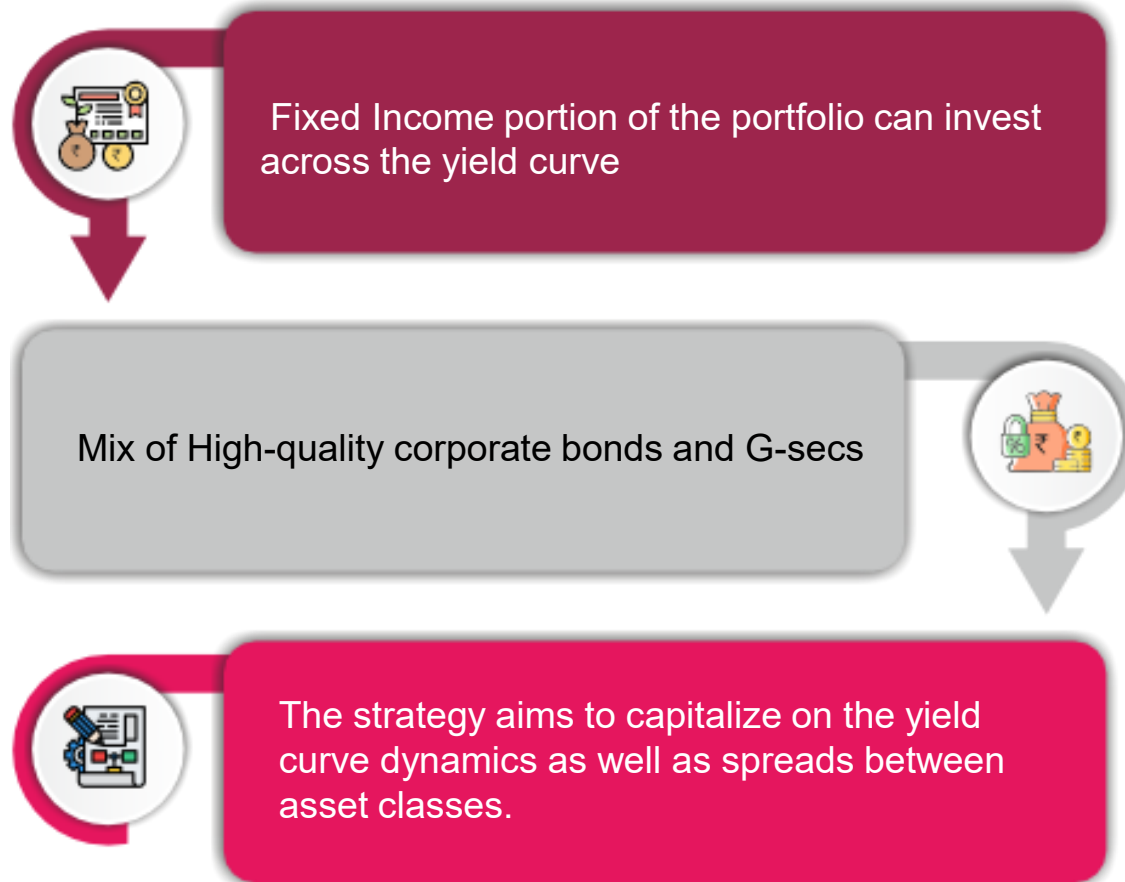 Fixed Income portion of the portfolio can invest
across the yield curve
Mix of High-quality corporate bonds and G-secs
The strategy aims to capitalize on the yield
curve dynamics as well as spreads between
asset classes.